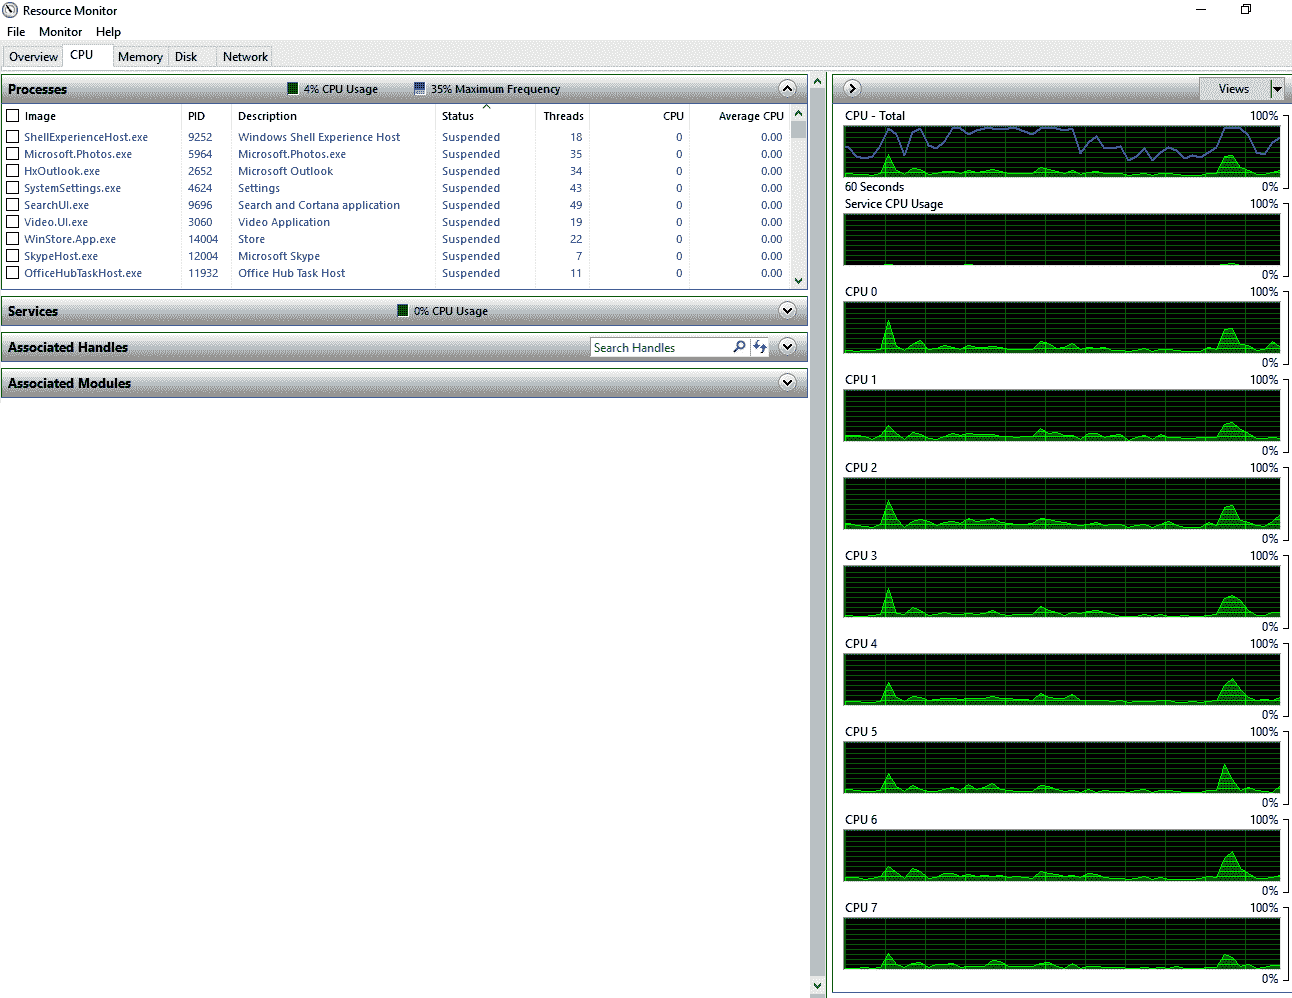 Resource Monitor
File Monitor Help
Overview CPU Memory Disk Network
Processes 4% CPU Usage 35% Maximum Frequency
Image PID Description Status Threads CPU Average CPU
ShellExperienceHost.exe 9252 Windows Shell Experience Host Suspended 18 0 0.00
Microsoft.Photos.exe 5964 Microsoft.Photos.exe Suspended 35 0 0.00
HxOutlook.exe 2652 Microsoft Outlook Suspended 34 0 0.00
SystemSettings.exe 4624 Settings Suspended 43 0 0.00
SearchUI.exe 9696 Search and Cortana application Suspended 49 0 0.00
Video.UI.exe 3060 Video Application Suspended 19 0 0.00
WinStore.App.exe 14004 Store Suspended 22 0 0.00
SkypeHost.exe 12004 Microsoft Skype Suspended 7 0 0.00
OfficeHubTaskHost.exe 11932 Office Hub Task Host Suspended 11 0 0.00
Services 0% CPU Usage
Associated Handles Search Handles
Associated Modules
Views
CPU - Total 100%
60 Seconds 0%
Service CPU Usage 100%
0%
CPU 0 100%
0%
CPU 1 100%
0%
CPU 2 100%
0%
CPU 3 100%
0%
CPU 4 100%
0%
CPU 5 100%
0%
CPU 6 100%
0%
CPU 7 100%
0%